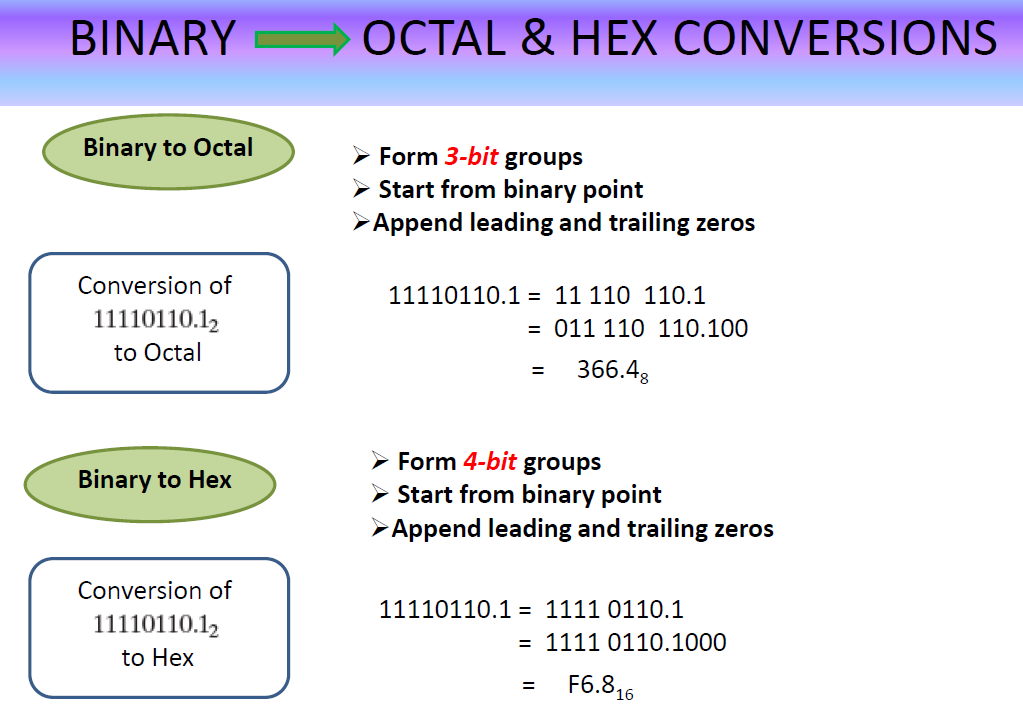 BINARY OCTAL & HEX CONVERSIONS
Binary to Octal
➢ Form 3-bit groups
➢ Start from binary point
➢Append leading and trailing zeros
Conversion of
11110110.1₂
to Octal
11110110.1 = 11 110 110.1
= 011 110 110.100
= 366.4₈
Binary to Hex
➢ Form 4-bit groups
➢ Start from binary point
➢Append leading and trailing zeros
Conversion of
11110110.1₂
to Hex
11110110.1 = 1111 0110.1
= 1111 0110.1000
= F6.8₁₆